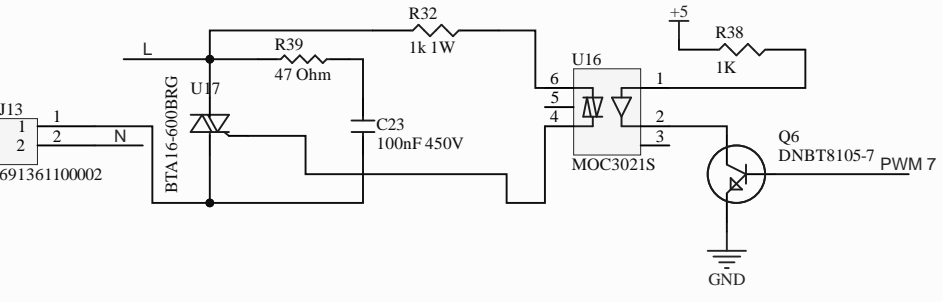 R32
1k 1W
+5
R38
1K
L
R39
47 Ohm
U16
U17
BTA16-600BRG
6
5
4
1
2
3
MOC3021S
J13
1
2
1
2
N
691361100002
C23
100nF 450V
Q6
DNBT8105-7
PWM 7
GND